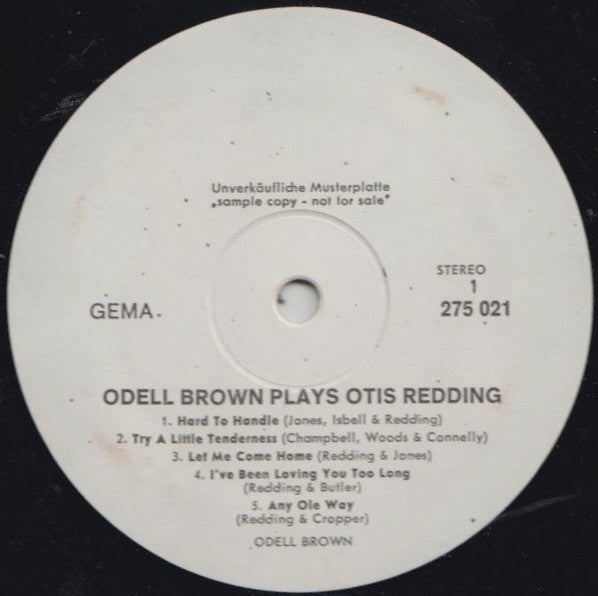 Unverkäufliche Musterplatte
„sample copy - not for sale"
STEREO
1
GEMA
275 021
ODELL BROWN PLAYS OTIS REDDING
1. Hard To Handle (Jones, Isbell & Redding)
2. Try A Little Tenderness (Champbell, Woods & Connelly)
3. Let Me Come Home (Redding & Jones)
4. I've Been Loving You Too Long
(Redding & Butler)
5. Any Ole Way
(Redding & Cropper)
ODELL BROWN